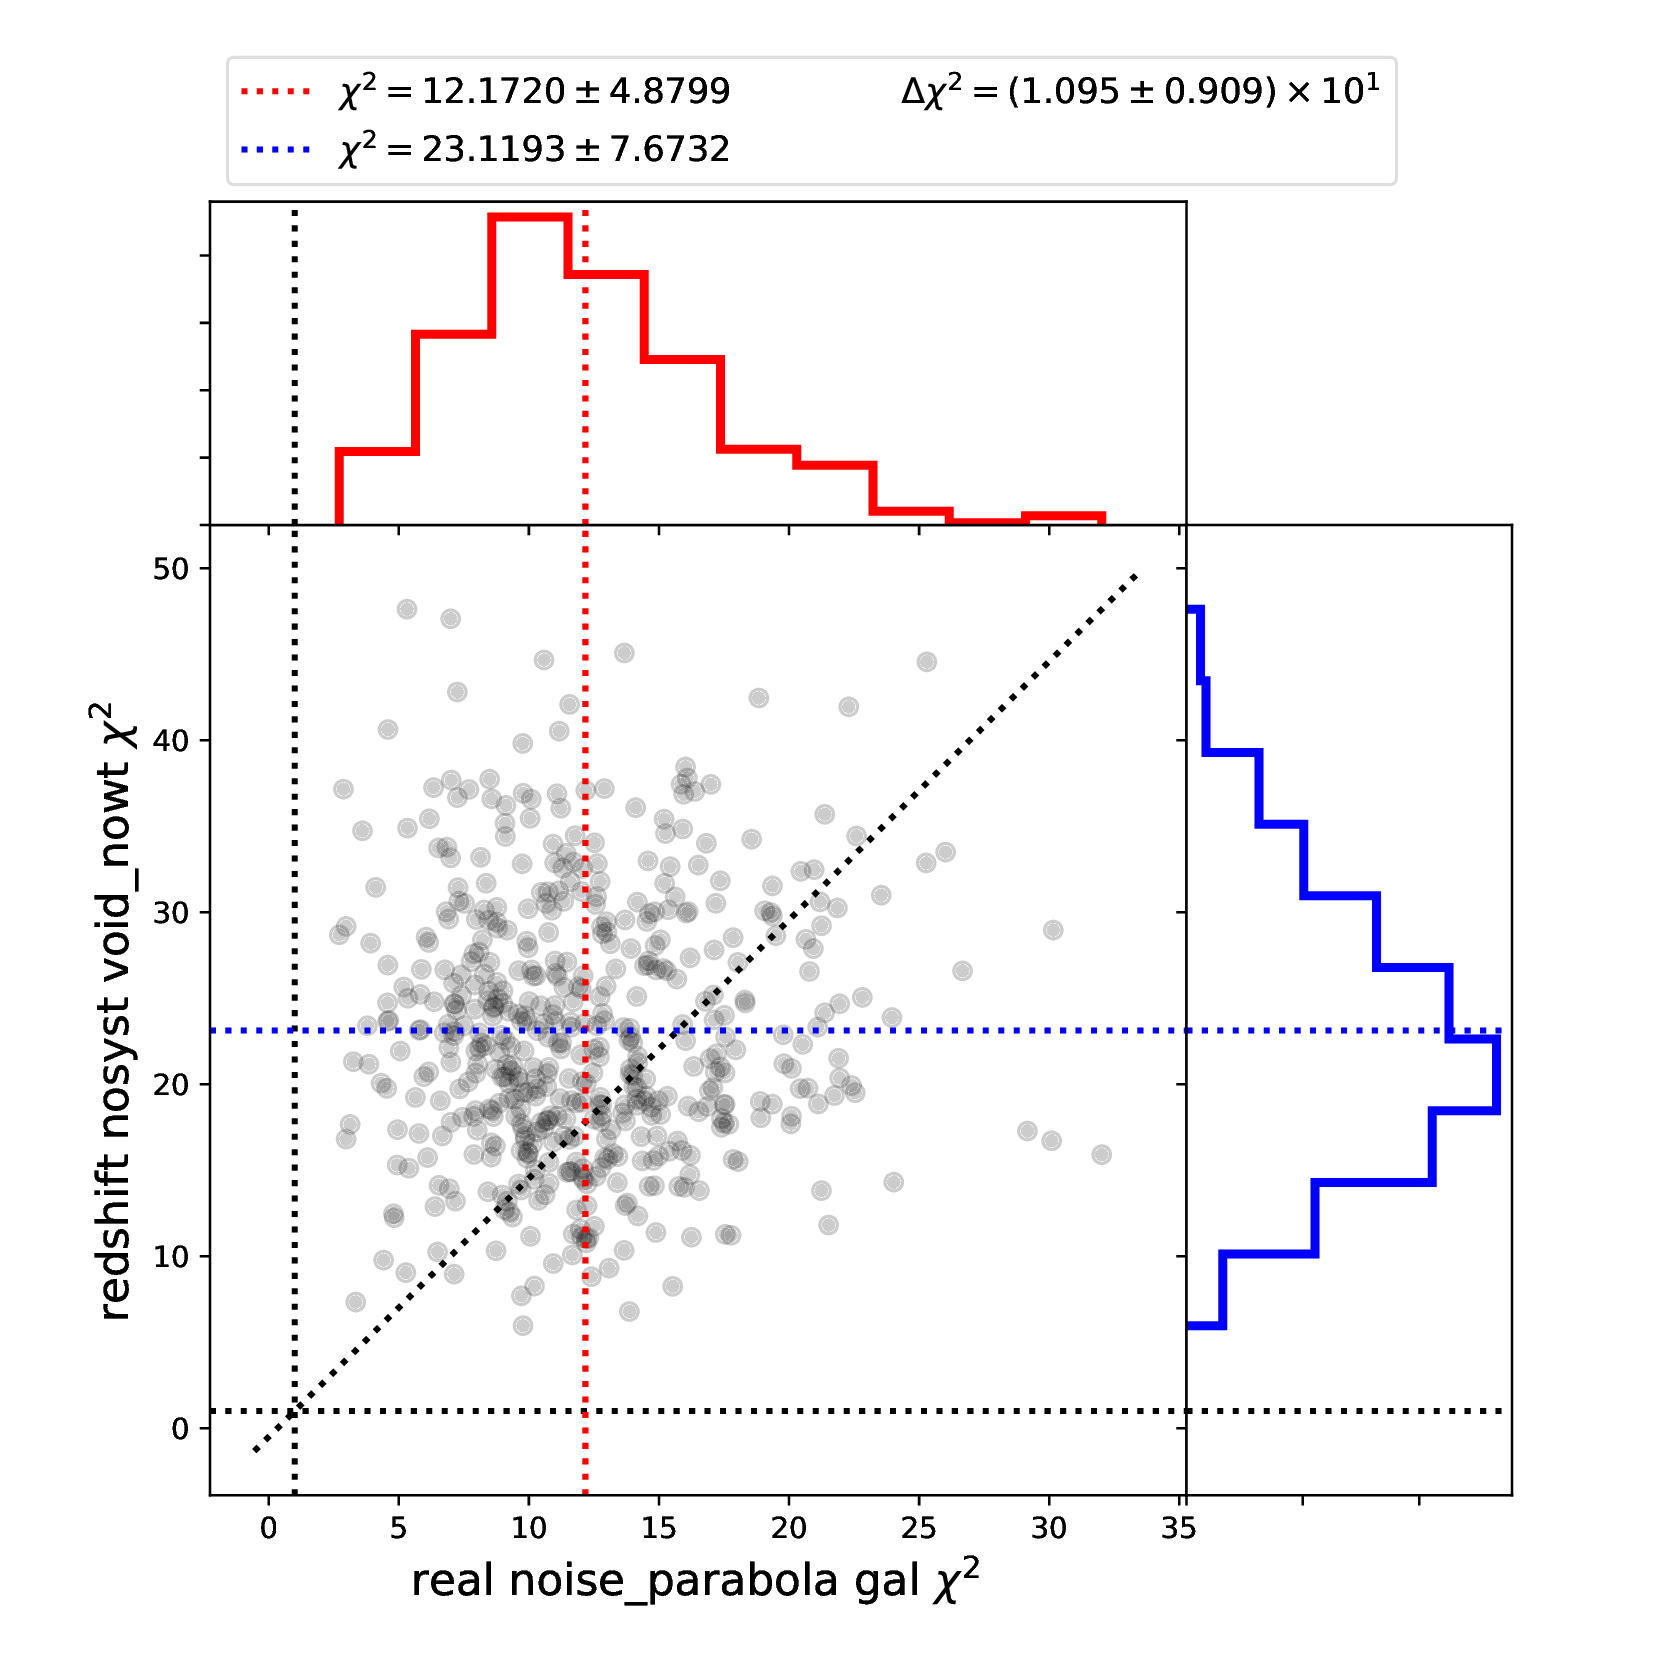 χ² = 12.1720 ± 4.8799
χ² = 23.1193 ± 7.6732
Δχ² = (1.095 ± 0.909) × 10¹
50
40
30
20
10
0
redshift nosyst void_nowt χ²
0 5 10 15 20 25 30 35
real noise_parabola gal χ²